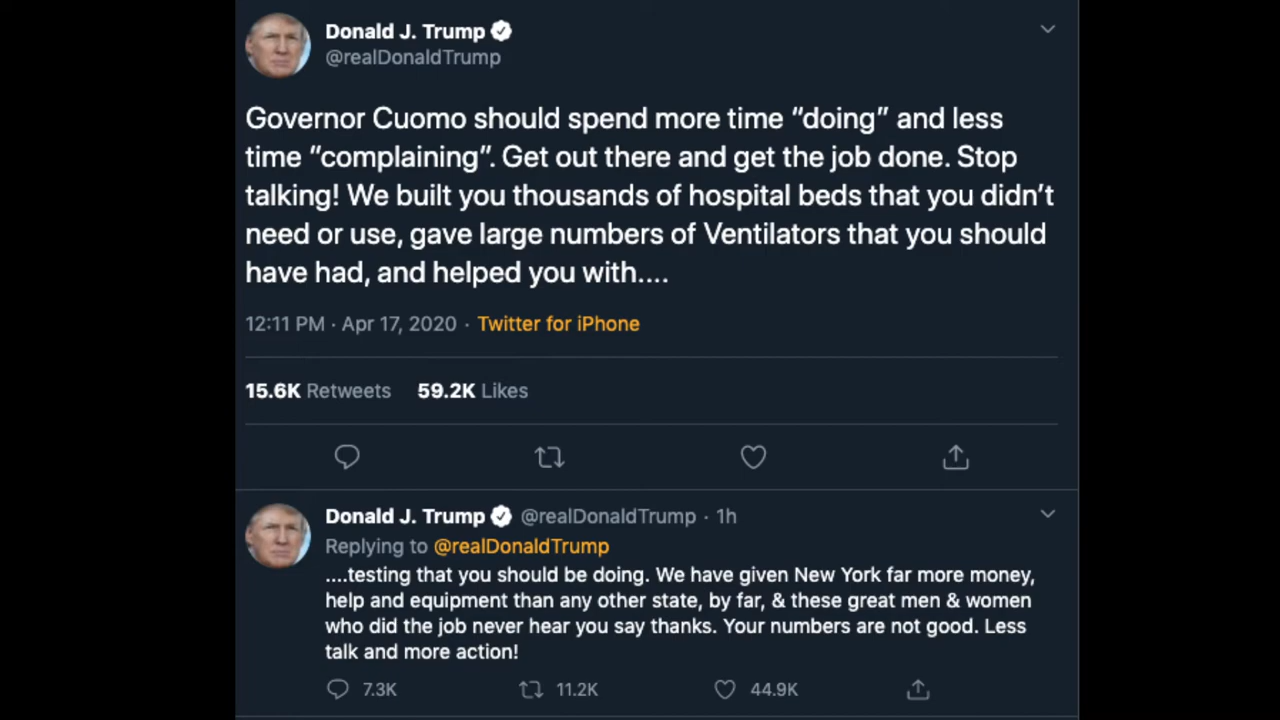 Donald J. Trump
@realDonaldTrump
Governor Cuomo should spend more time “doing” and less
time “complaining”. Get out there and get the job done. Stop
talking! We built you thousands of hospital beds that you didn’t
need or use, gave large numbers of Ventilators that you should
have had, and helped you with....
12:11 PM · Apr 17, 2020 · Twitter for iPhone
15.6K Retweets 59.2K Likes
Donald J. Trump @realDonaldTrump · 1h
Replying to @realDonaldTrump
....testing that you should be doing. We have given New York far more money,
help and equipment than any other state, by far, & these great men & women
who did the job never hear you say thanks. Your numbers are not good. Less
talk and more action!
7.3K 11.2K 44.9K